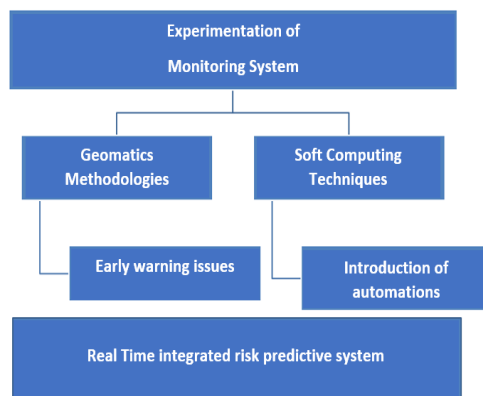 Experimentation of
Monitoring System
Geomatics
Methodologies
Soft Computing
Techniques
Early warning issues
Introduction of
automations
Real Time integrated risk predictive system